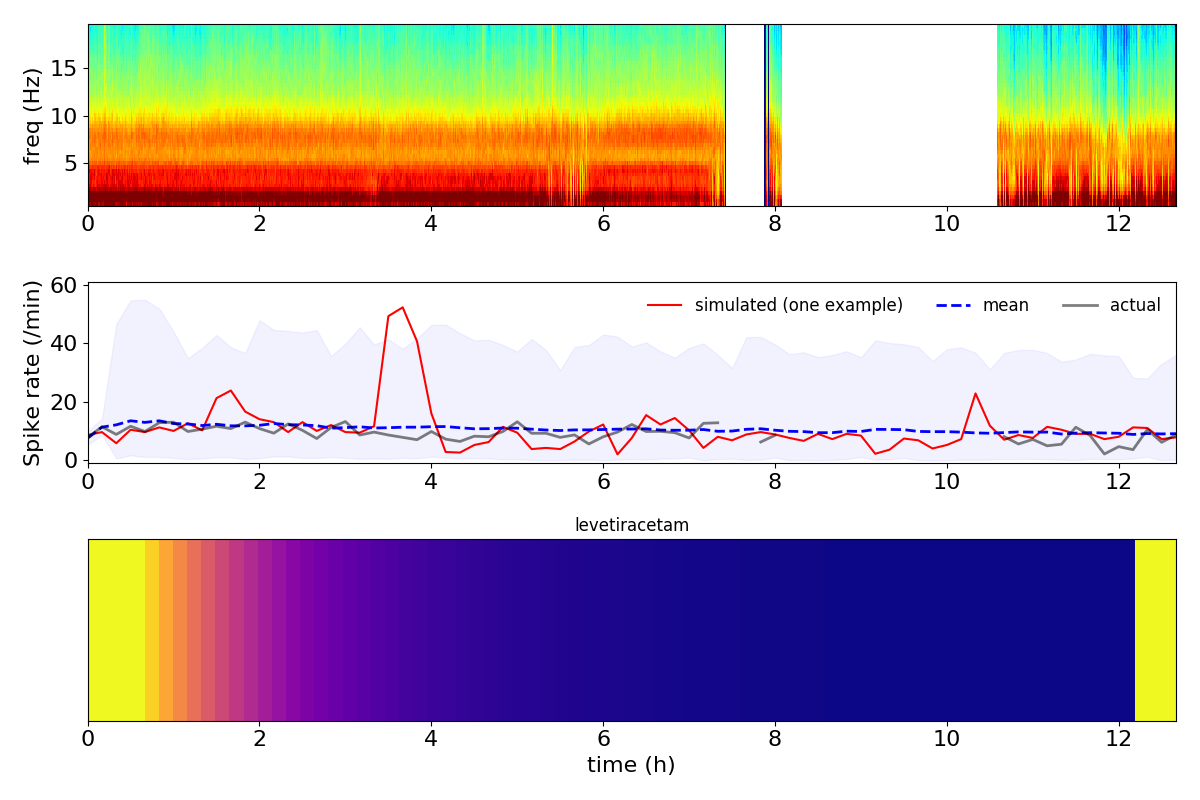 freq (Hz)
15
10
5
0 2 4 6 8 10 12
Spike rate (/min)
60
40
20
0
simulated (one example) mean actual
0 2 4 6 8 10 12
levetiracetam
0 2 4 6 8 10 12
time (h)